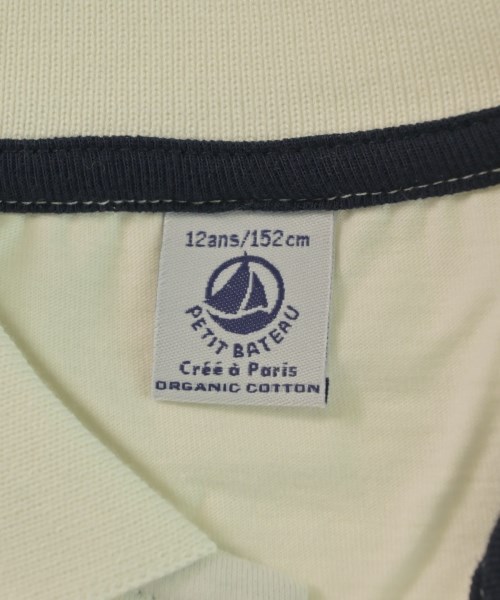 12ans/152cm
PETIT BATEAU
Créé à Paris
ORGANIC COTTON